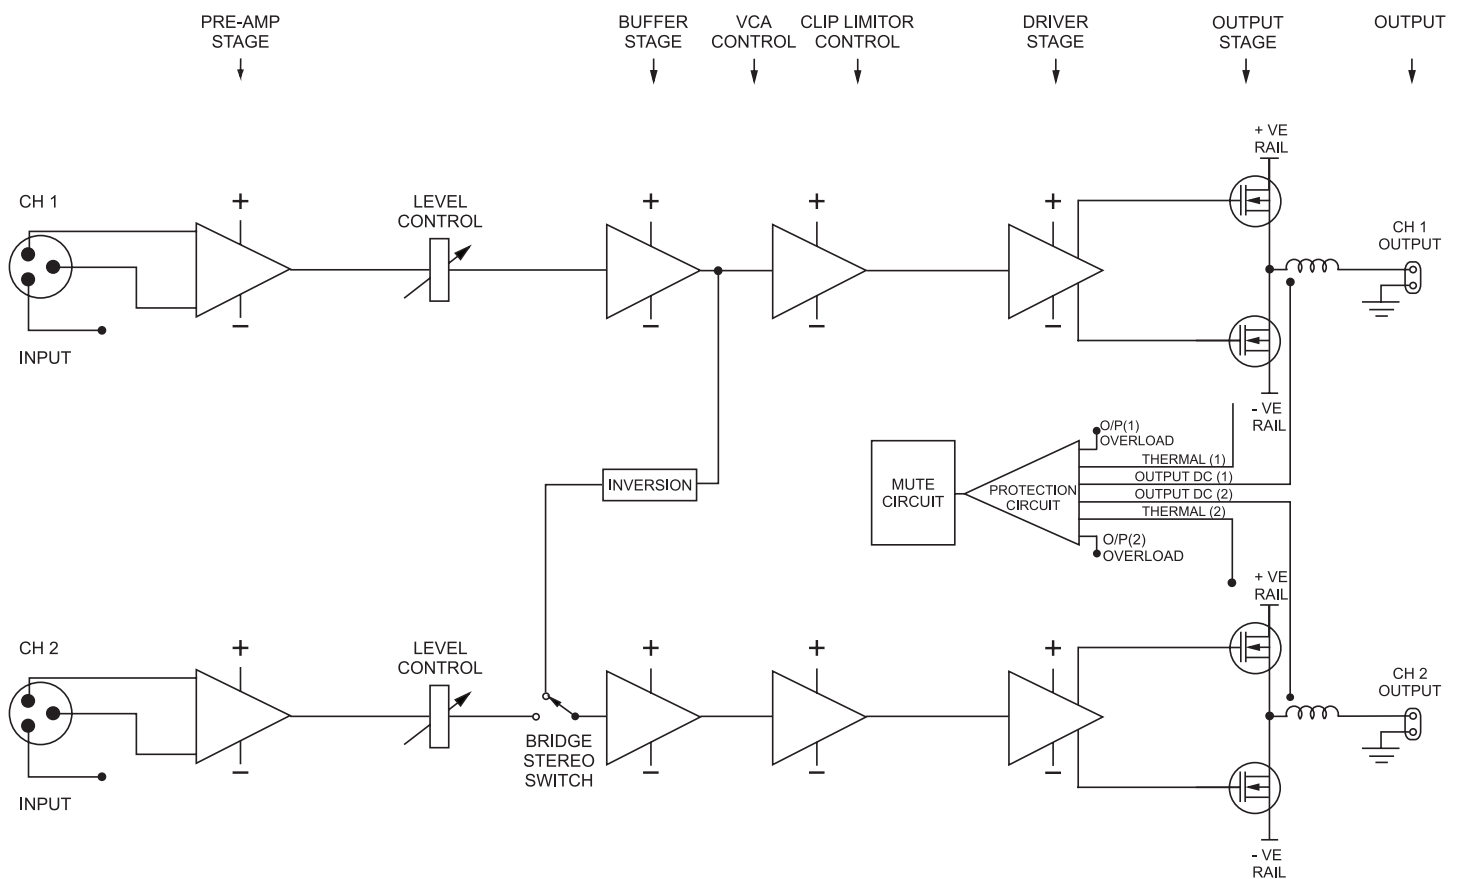 PRE-AMP
STAGE
BUFFER
STAGE
VCA
CONTROL
CLIP LIMITOR
CONTROL
DRIVER
STAGE
OUTPUT
STAGE
OUTPUT
+ VE
RAIL
CH 1
+
LEVEL
CONTROL
+
+
+
CH 1
OUTPUT
INPUT
−
−
−
−
- VE
RAIL
O/P(1)
OVERLOAD
THERMAL (1)
OUTPUT DC (1)
OUTPUT DC (2)
THERMAL (2)
O/P(2)
OVERLOAD
INVERSION
MUTE
CIRCUIT
PROTECTION
CIRCUIT
+ VE
RAIL
CH 2
+
LEVEL
CONTROL
+
+
+
CH 2
OUTPUT
BRIDGE
STEREO
SWITCH
INPUT
−
−
−
−
- VE
RAIL